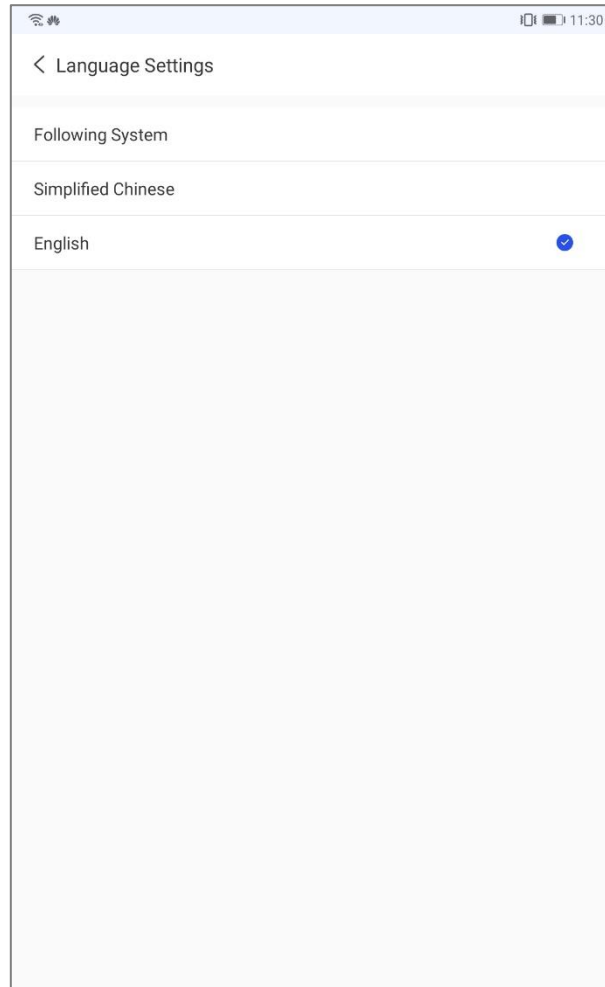 11:30
Language Settings
Following System
Simplified Chinese
English